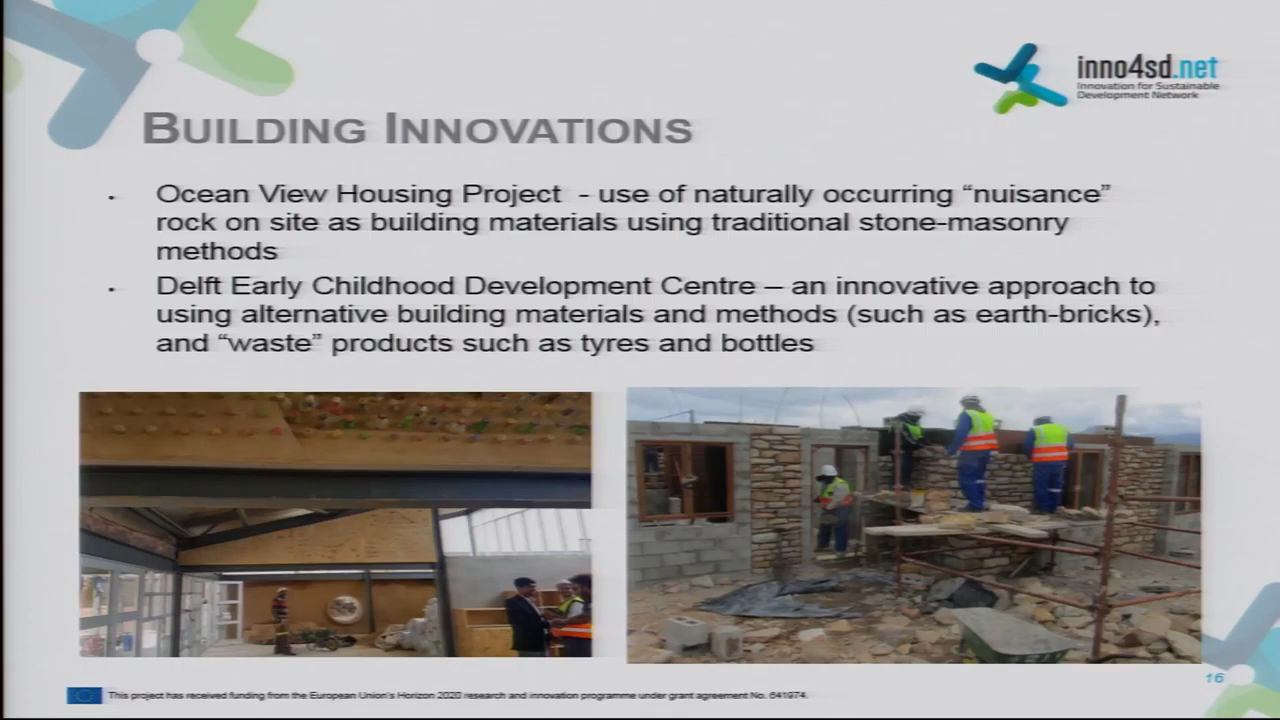 inno4sd.net
Innovation for Sustainable
Development Network
BUILDING INNOVATIONS
Ocean View Housing Project - use of naturally occurring “nuisance”
rock on site as building materials using traditional stone-masonry
methods
Delft Early Childhood Development Centre – an innovative approach to
using alternative building materials and methods (such as earth-bricks),
and “waste” products such as tyres and bottles
This project has received funding from the European Union's Horizon 2020 research and innovation programme under grant agreement No. 641974.
16